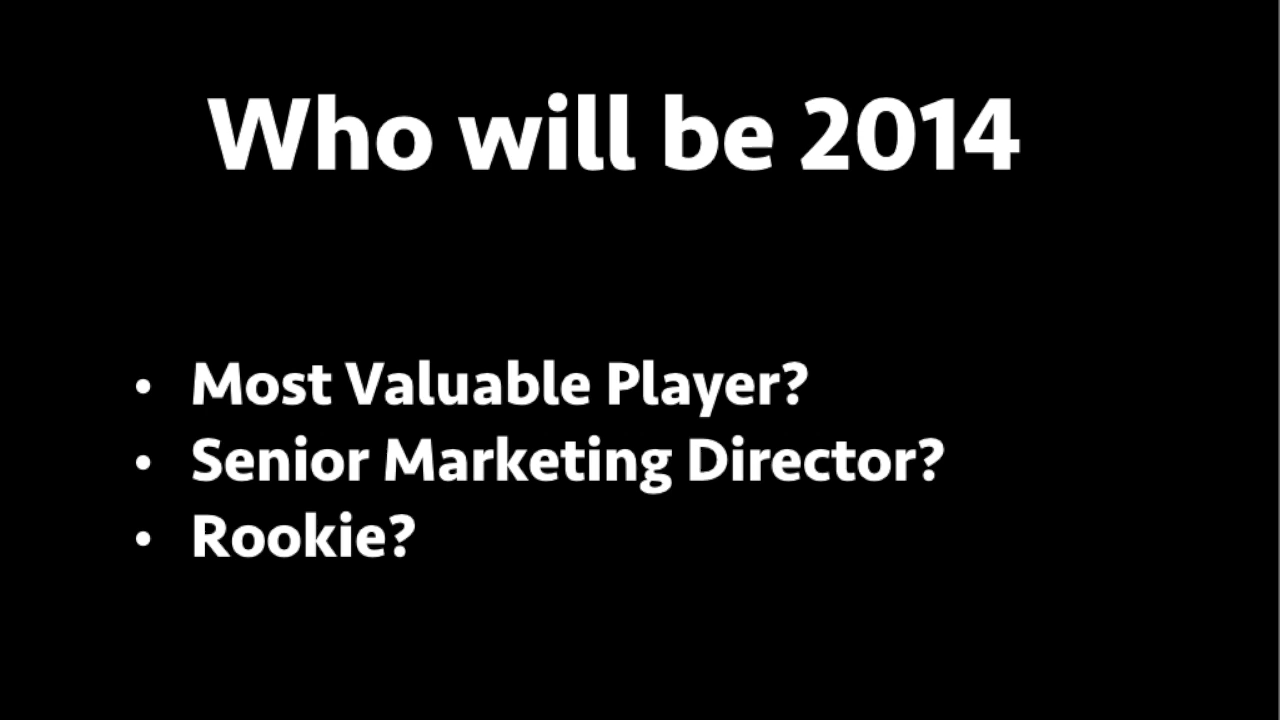 Who will be 2014
• Most Valuable Player?
• Senior Marketing Director?
• Rookie?